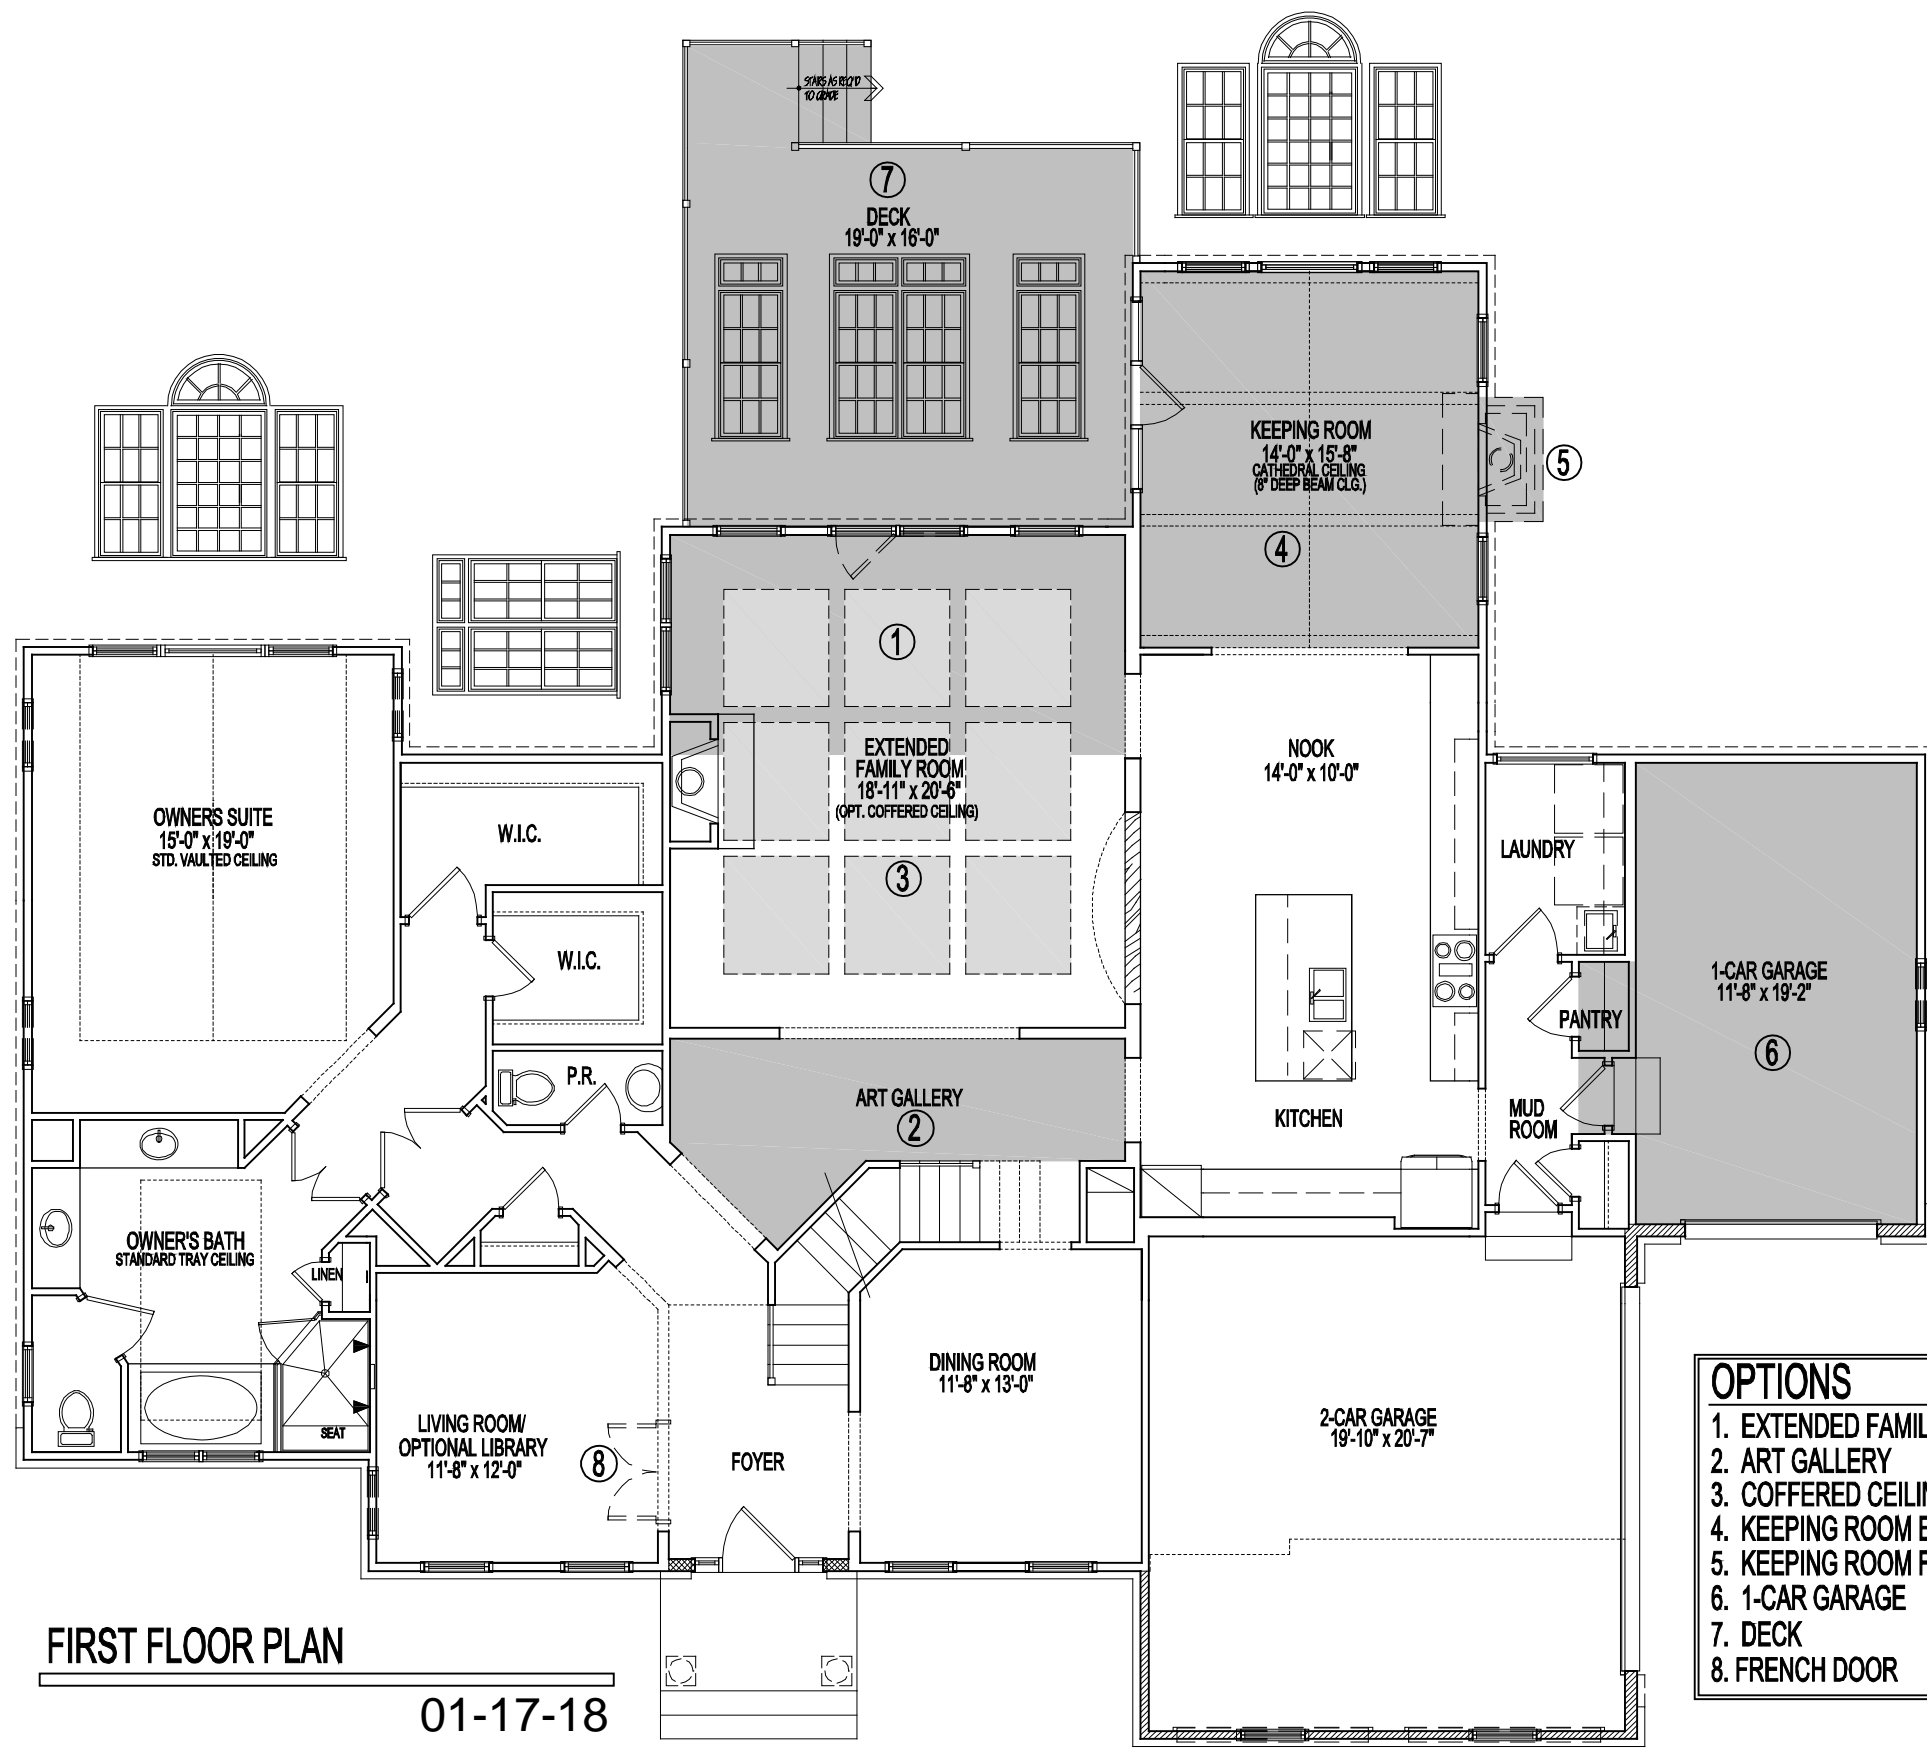 STAIRS AS REQ'D
TO GRADE
7
DECK
19'-0" x 16'-0"
KEEPING ROOM
14'-0" x 15'-8"
CATHEDRAL CEILING
(8" DEEP BEAM CLG.)
5
4
1
EXTENDED
FAMILY ROOM
18'-11" x 20'-6"
(OPT. COFFERED CEILING)
3
NOOK
14'-0" x 10'-0"
OWNERS SUITE
15'-0" x 19'-0"
STD. VAULTED CEILING
W.I.C.
W.I.C.
LAUNDRY
1-CAR GARAGE
11'-8" x 19'-2"
6
PANTRY
P.R.
ART GALLERY
2
KITCHEN
MUD
ROOM
OWNER'S BATH
STANDARD TRAY CEILING
LINEN
SEAT
LIVING ROOM/
OPTIONAL LIBRARY
11'-8" x 12'-0"
8
FOYER
DINING ROOM
11'-8" x 13'-0"
2-CAR GARAGE
19'-10" x 20'-7"
OPTIONS
1. EXTENDED FAMIL
2. ART GALLERY
3. COFFERED CEILIN
4. KEEPING ROOM E
5. KEEPING ROOM F
6. 1-CAR GARAGE
7. DECK
8. FRENCH DOOR
FIRST FLOOR PLAN
01-17-18